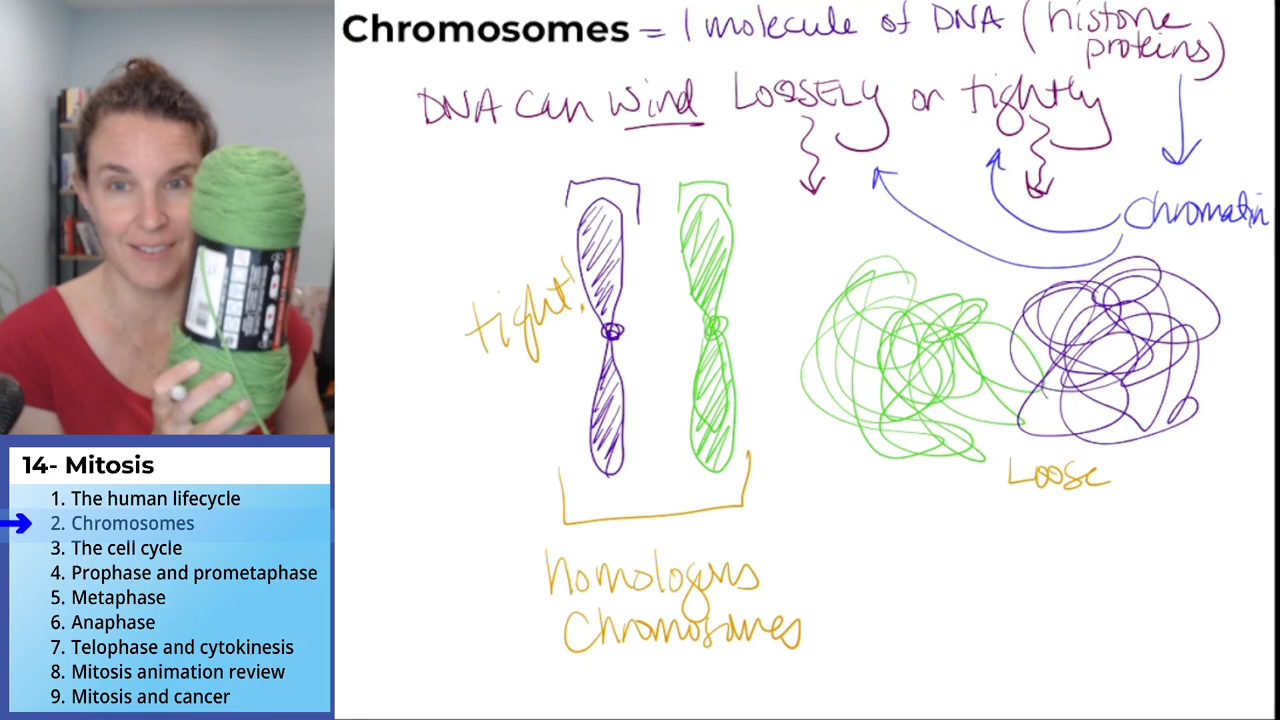 Chromosomes = 1 molecule of DNA (histone
proteins)
DNA can wind LOOSELY or tightly
chromatin
tight!
Loose
homologous
Chromosomes
14- Mitosis
1. The human lifecycle
2. Chromosomes
3. The cell cycle
4. Prophase and prometaphase
5. Metaphase
6. Anaphase
7. Telophase and cytokinesis
8. Mitosis animation review
9. Mitosis and cancer